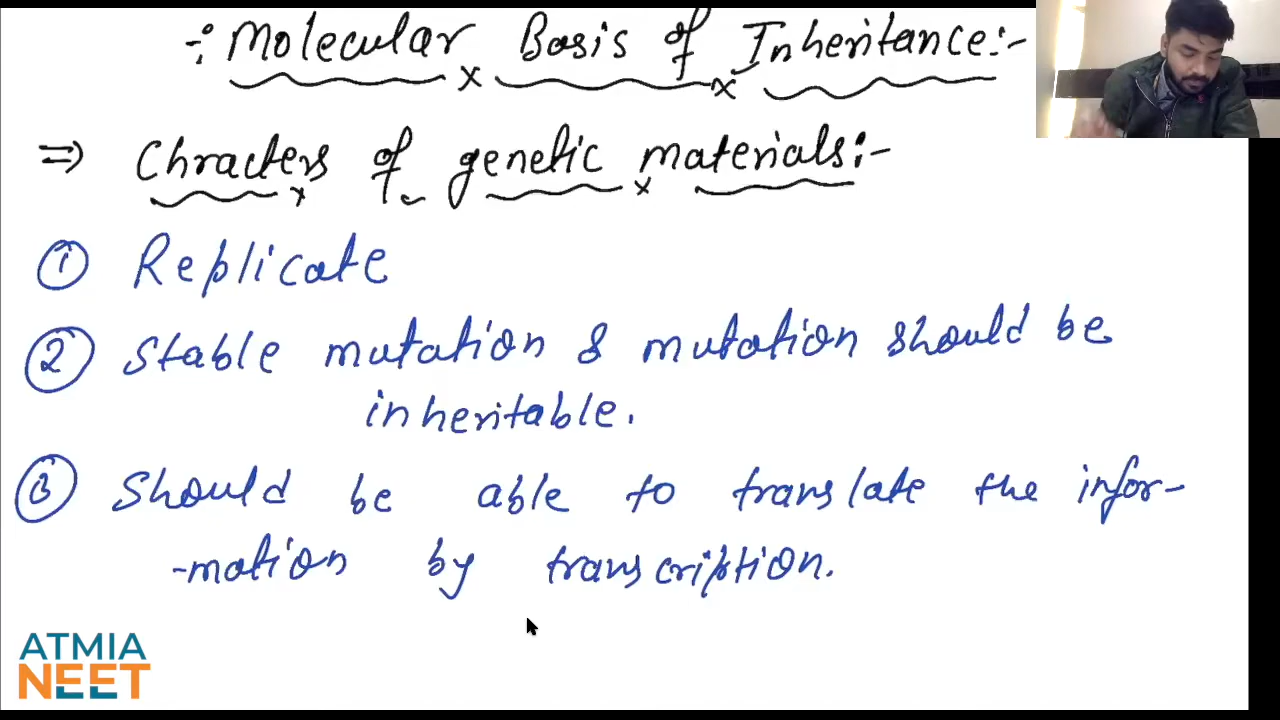 ÷ Molecular Basis of Inheritance:-
⇒ Chracters of genetic materials:-
① Replicate
② Stable mutation & mutation should be
inheritable.
③ Should be able to translate the infor-
-mation by transcription.
ATMIA
NEET